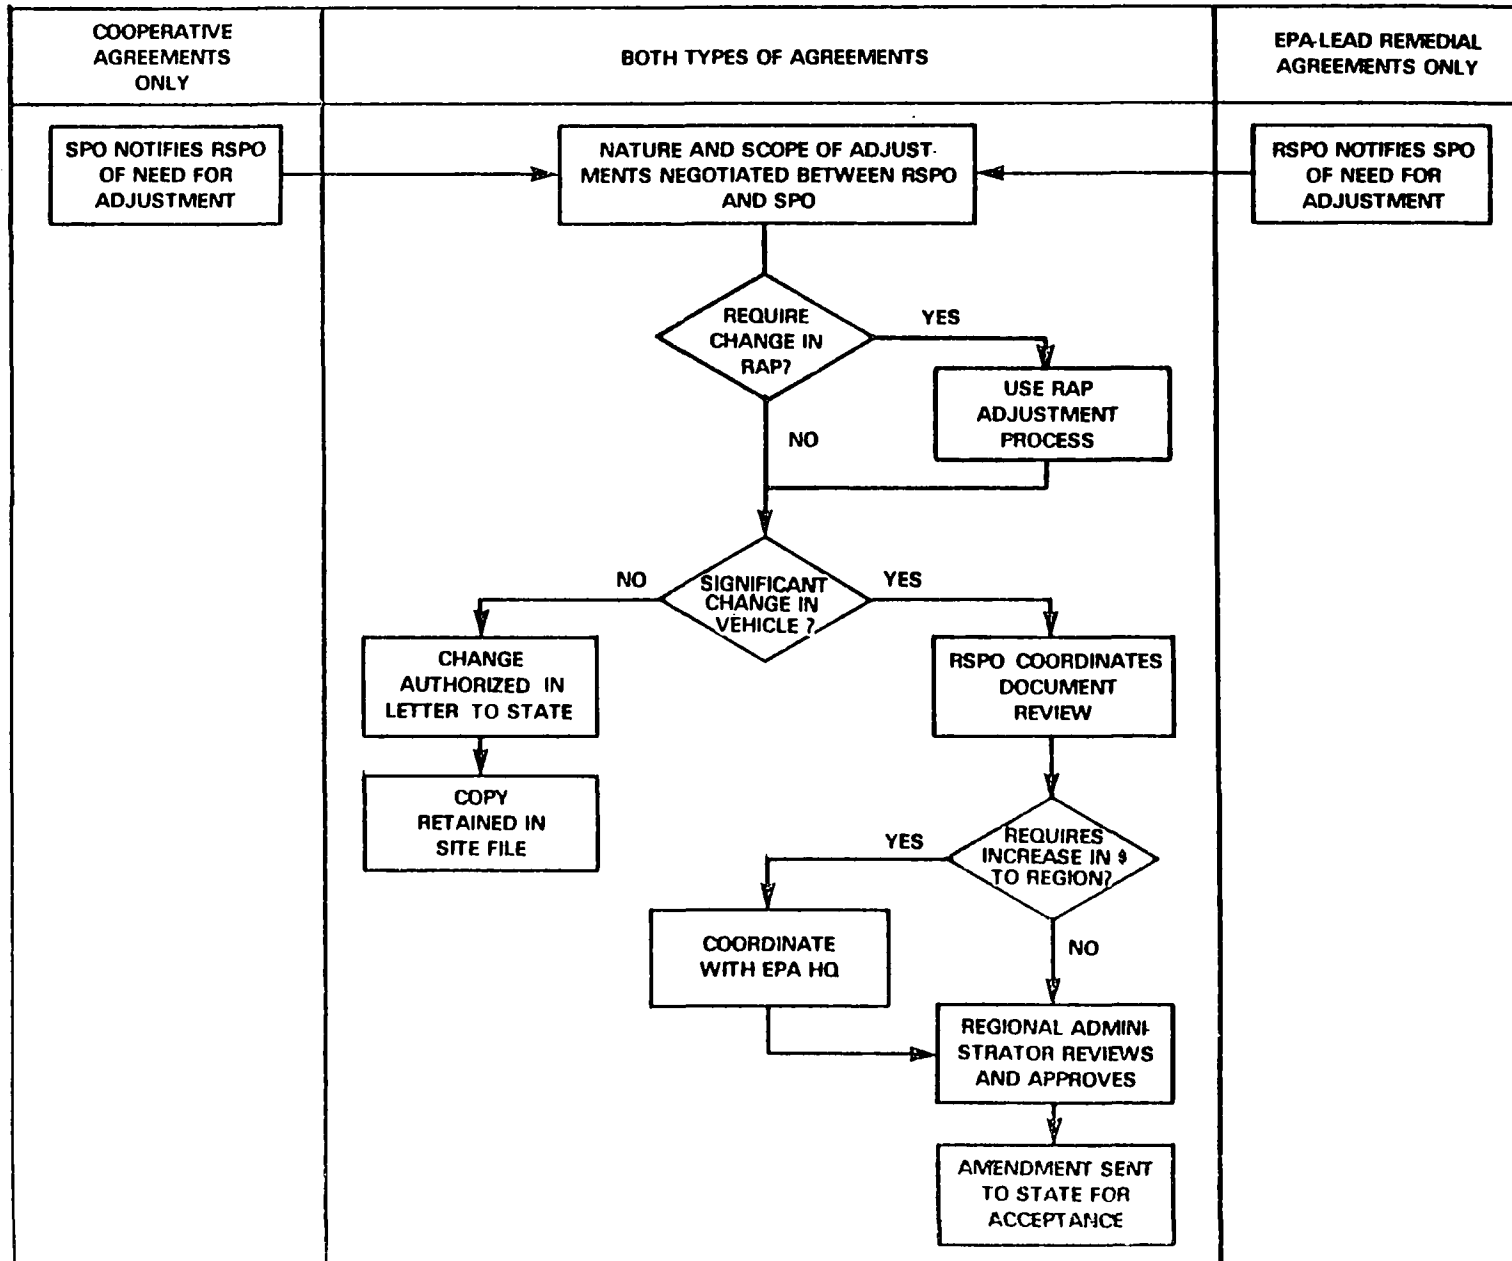 COOPERATIVE
AGREEMENTS
ONLY
BOTH TYPES OF AGREEMENTS
EPA-LEAD REMEDIAL
AGREEMENTS ONLY
SPO NOTIFIES RSPO
OF NEED FOR
ADJUSTMENT
NATURE AND SCOPE OF ADJUST-
MENTS NEGOTIATED BETWEEN RSPO
AND SPO
RSPO NOTIFIES SPO
OF NEED FOR
ADJUSTMENT
REQUIRE
CHANGE IN
RAP?
YES
USE RAP
ADJUSTMENT
PROCESS
NO
SIGNIFICANT
CHANGE IN
VEHICLE ?
NO
YES
CHANGE
AUTHORIZED IN
LETTER TO STATE
RSPO COORDINATES
DOCUMENT
REVIEW
COPY
RETAINED IN
SITE FILE
REQUIRES
INCREASE IN $
TO REGION?
YES
COORDINATE
WITH EPA HQ
NO
REGIONAL ADMINI-
STRATOR REVIEWS
AND APPROVES
AMENDMENT SENT
TO STATE FOR
ACCEPTANCE